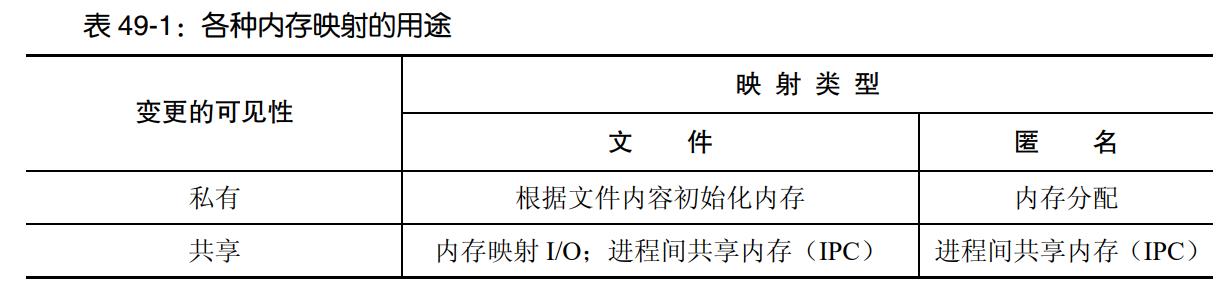 表 49-1：各种内存映射的用途
变更的可见性
映 射 类 型
文 件
匿 名
私有
根据文件内容初始化内存
内存分配
共享
内存映射 I/O；进程间共享内存（IPC）
进程间共享内存（IPC）